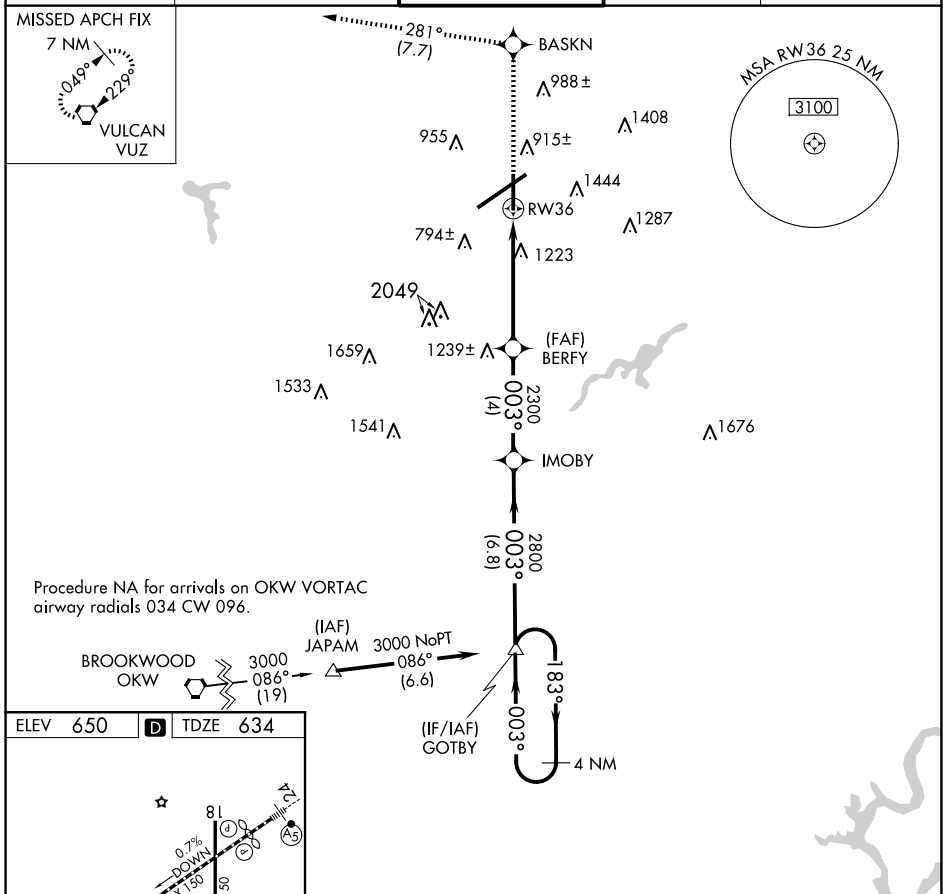 MISSED APCH FIX
7 NM
049°
229°
VULCAN
VUZ
281°
(7.7)
BASKN
988±
1408
955
915±
1444
RW36
1287
794±
1223
2049
MSA RW36 25 NM
3100
1659
1239±
(FAF)
BERFY
1533
2300
003°
(4)
1541
1676
IMOBY
2800
003°
(6.8)
Procedure NA for arrivals on OKW VORTAC
airway radials 034 CW 096.
(IAF)
JAPAM
3000 NoPT
086°
(6.6)
BROOKWOOD
OKW
3000
086°
(19)
183°
003°
(IF/IAF)
GOTBY
4 NM
ELEV 650
D
TDZE 634
24
18
P
P
A5
0.7%
DOWN
X 150
50